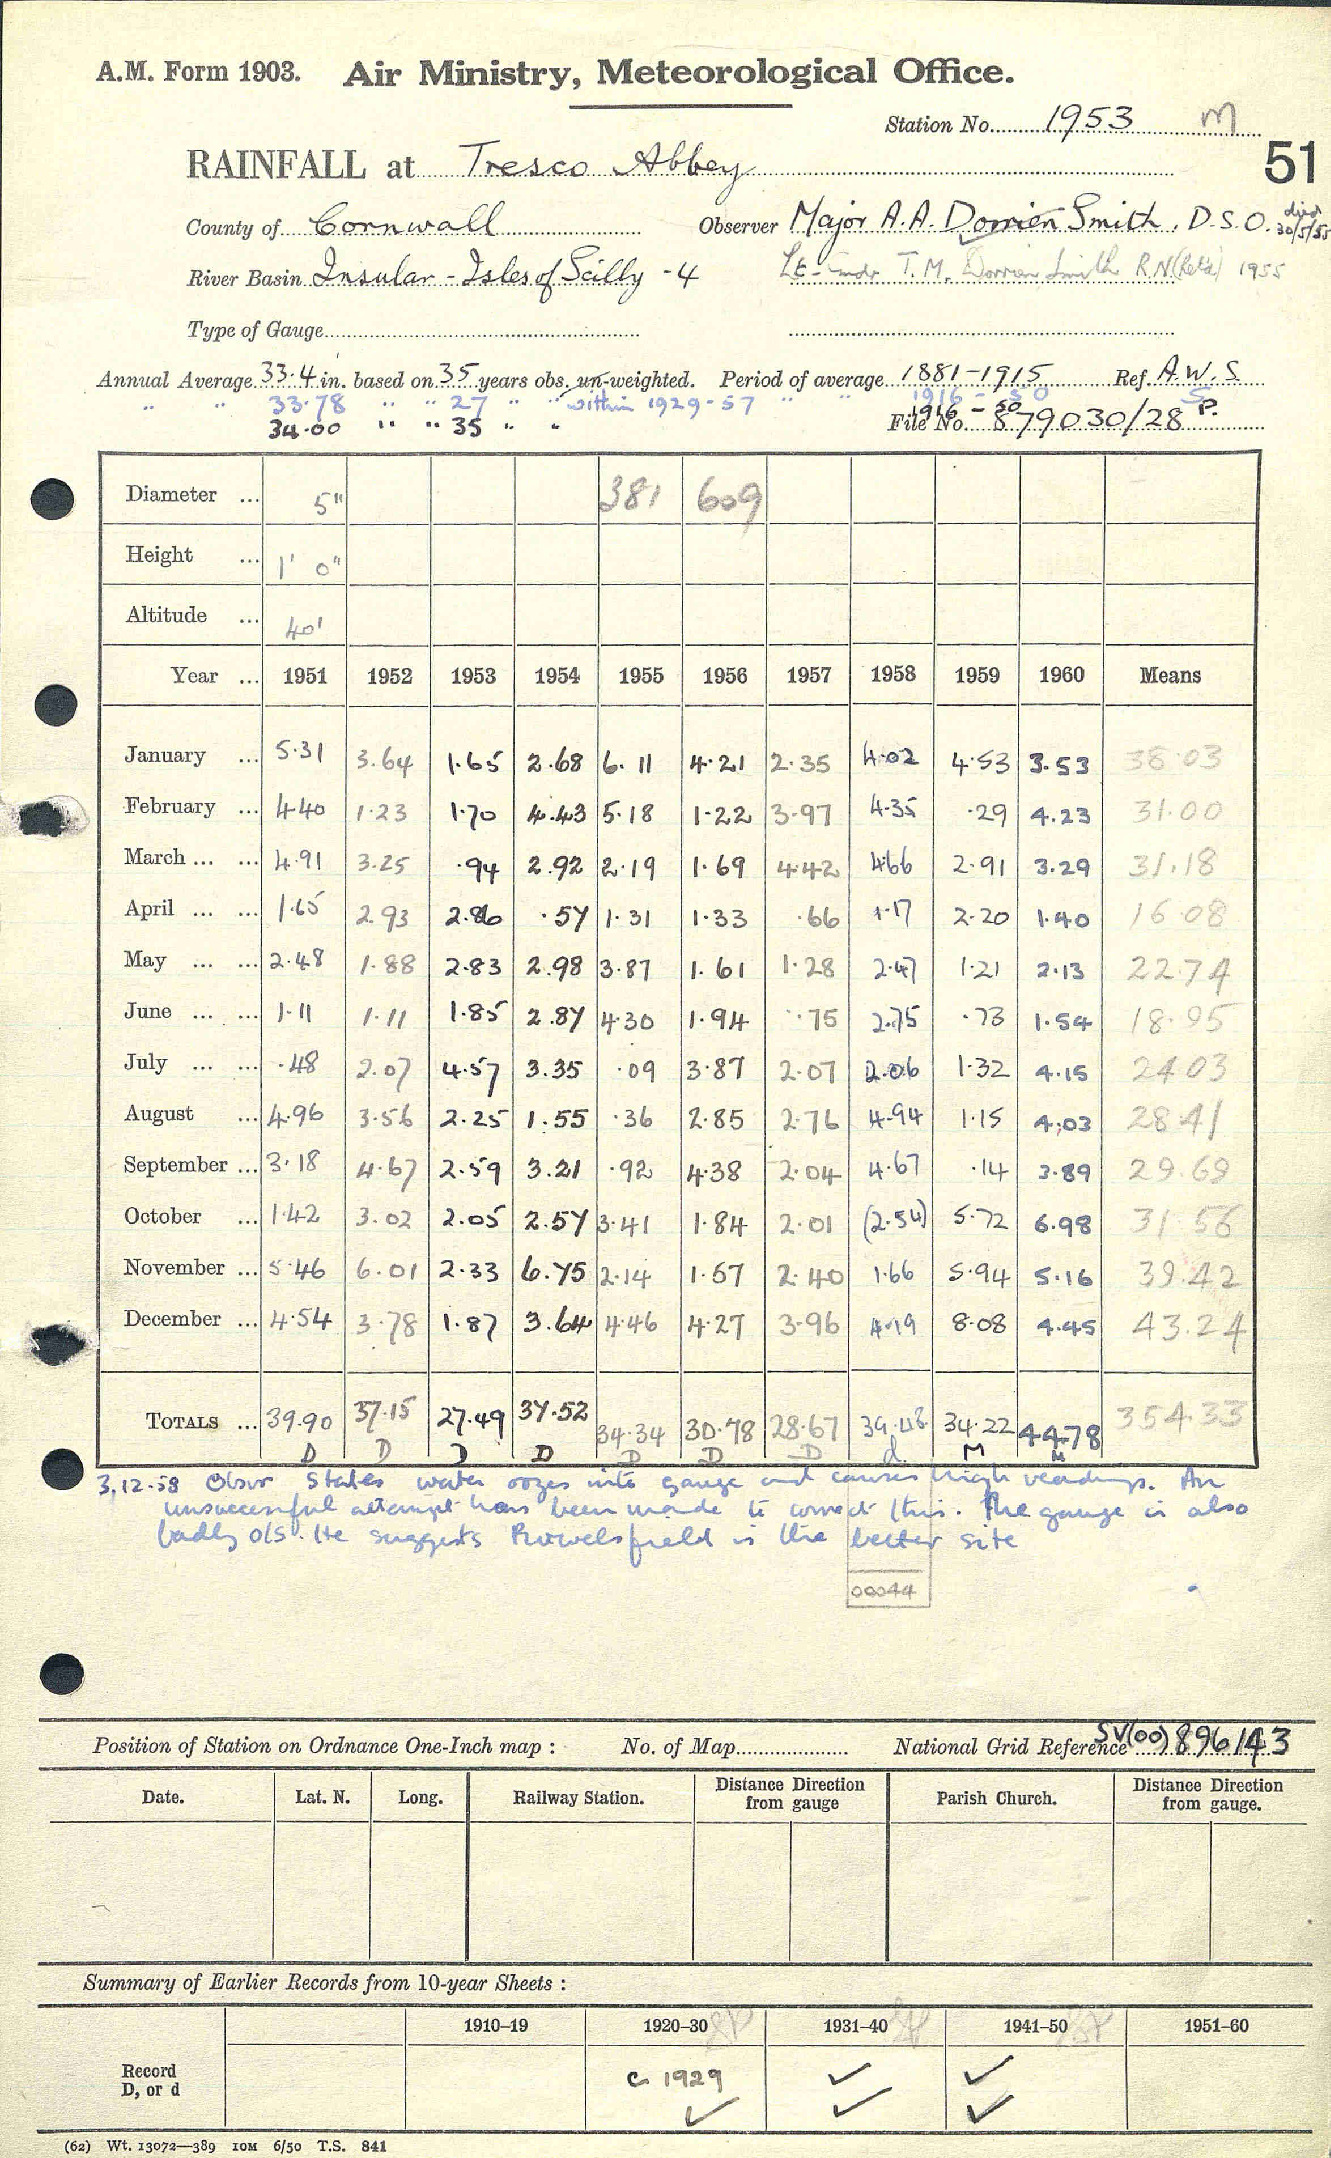 A.M. Form 1903. Air Ministry, Meteorological Office.
Station No. 1953 M
51
RAINFALL at Tresco Abbey
County of Cornwall Observer Major A.A. Dorrien Smith, D.S.O. died 30/5/55
River Basin Insular - Isles of Scilly - 4 Lt-Cmdr T.M. Dorrien Smith R.N. (Retd) 1955
Type of Gauge
Annual Average 33.4 in. based on 35 years obs. un-weighted. Period of average 1881-1915 Ref. A.W.S.
" " 33.78 " " 27 " " within 1929-57 " " 1916-50 S
34.00 " " 35 " " 1916-50
File No. 879030/28 P.
Diameter ... 5" 381 609
Height ... 1' 0"
Altitude ... 40'
Year ... 1951 1952 1953 1954 1955 1956 1957 1958 1959 1960 Means
January ... 5.31 3.64 1.65 2.68 6.11 4.21 2.35 4.02 4.53 3.53 38.03
February ... 4.40 1.23 1.70 4.43 5.18 1.22 3.97 4.35 .29 4.23 31.00
March ... ... 4.91 3.25 .94 2.92 2.19 1.69 4.42 4.66 2.91 3.29 31.18
April ... ... 1.65 2.93 2.86 .57 1.31 1.33 .66 1.17 2.20 1.40 16.08
May ... ... 2.48 1.88 2.83 2.98 3.87 1.61 1.28 2.47 1.21 2.13 22.74
June ... ... 1.11 1.11 1.85 2.87 4.30 1.94 .75 2.75 .73 1.54 18.95
July ... ... .48 2.07 4.57 3.35 .09 3.87 2.07 2.06 1.32 4.15 24.03
August ... 4.96 3.56 2.25 1.55 .36 2.85 2.76 4.94 1.15 4.03 28.41
September ... 3.18 4.67 2.59 3.21 .92 4.38 2.04 4.67 .14 3.89 29.69
October ... 1.42 3.02 2.05 2.57 3.41 1.84 2.01 (2.54) 5.72 6.98 31.56
November ... 5.46 6.01 2.33 6.75 2.14 1.57 2.40 1.66 5.94 5.16 39.42
December ... 4.54 3.78 1.87 3.64 4.46 4.27 3.96 4.19 8.08 4.45 43.24
TOTALS ... 39.90 37.15 27.49 37.52 34.34 30.78 28.67 39.48 34.22 44.78 354.33
D D D D D D D d M M
3.12.58 Obsr states water oozes into gauge and causes high readings. An
unsuccessful attempt has been made to correct this. The gauge is also
badly o/s. He suggests is the better site
00044
Position of Station on Ordnance One-Inch map : No. of Map National Grid Reference SV(00) 896143
Date. Lat. N. Long. Railway Station. Distance Direction from gauge Parish Church. Distance Direction from gauge.
Summary of Earlier Records from 10-year Sheets :
1910–19 1920–30 1931–40 1941–50 1951–60
Record
D, or d
c 1929 ✓ ✓
✓ ✓ ✓
(62) Wt. 13072—389 IOM 6/50 T.S. 841